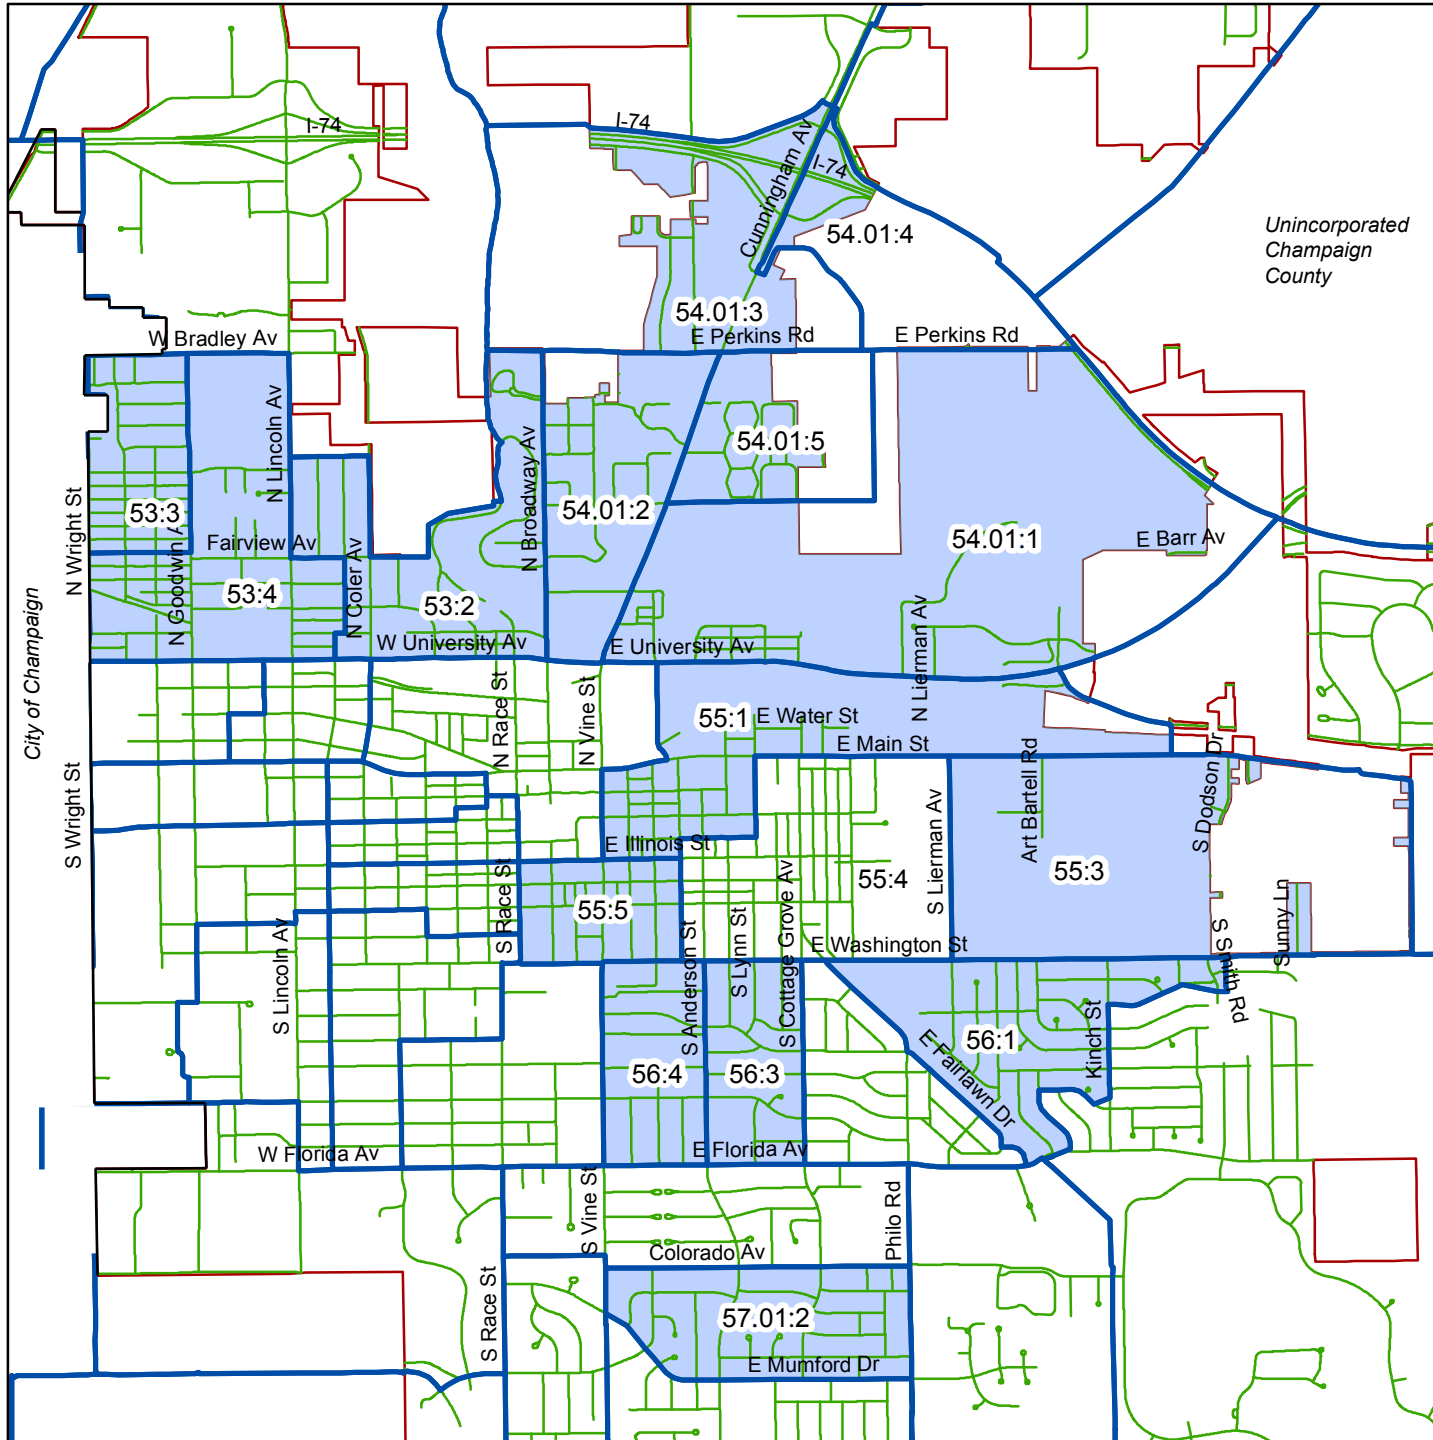 I-74
I-74
Cunningham Av
I-74
54.01:4
Unincorporated
Champaign
County
54.01:3
W Bradley Av
E Perkins Rd
E Perkins Rd
N Lincoln Av
54.01:5
N Broadway Av
N Wright St
53:3
54.01:2
Fairview Av
54.01:1
E Barr Av
N Goodwin A
N Coler Av
City of Champaign
53:4
53:2
W University Av
E University Av
N Lierman Av
N Race St
N Vine St
55:1
E Water St
E Main St
S Wright St
Art Bartell Rd
S Dodson Dr
E Illinois St
S Lierman Av
55:4
55:3
S Race St
55:5
S Cottage Grove Av
S Lynn St
S Anderson St
E Washington St
Sunny Ln
S Smith Rd
S Lincoln Av
56:1
Kinch St
E Fairlawn Dr
56:4
56:3
W Florida Av
E Florida Av
S Vine St
Philo Rd
Colorado Av
S Race St
57.01:2
E Mumford Dr